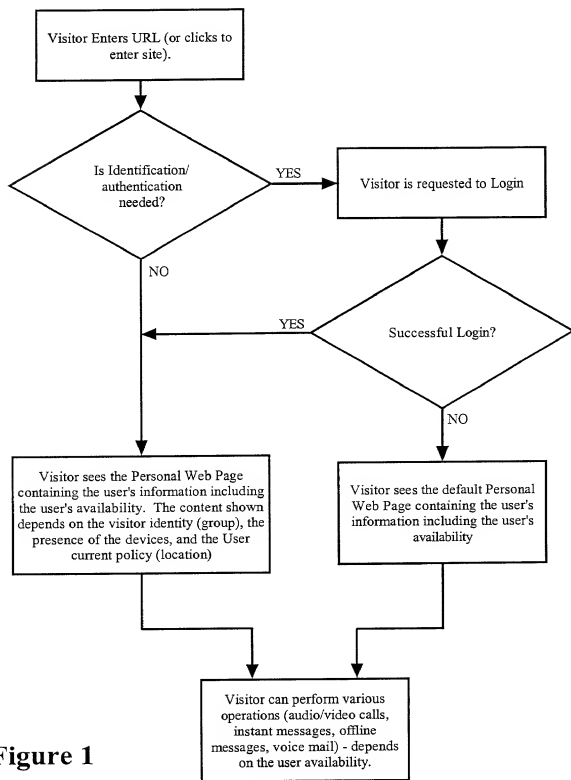 Visitor Enters URL (or clicks to
enter site).
Is Identification/
authentication
needed?
YES
Visitor is requested to Login
NO
YES
Successful Login?
NO
Visitor sees the Personal Web Page
containing the user's information including
the user's availability. The content shown
depends on the visitor identity (group), the
presence of the devices, and the User
current policy (location)
Visitor sees the default Personal
Web Page containing the user's
information including the user's
availability
Visitor can perform various
operations (audio/video calls,
instant messages, offline
messages, voice mail) - depends
on the user availability.
Figure 1